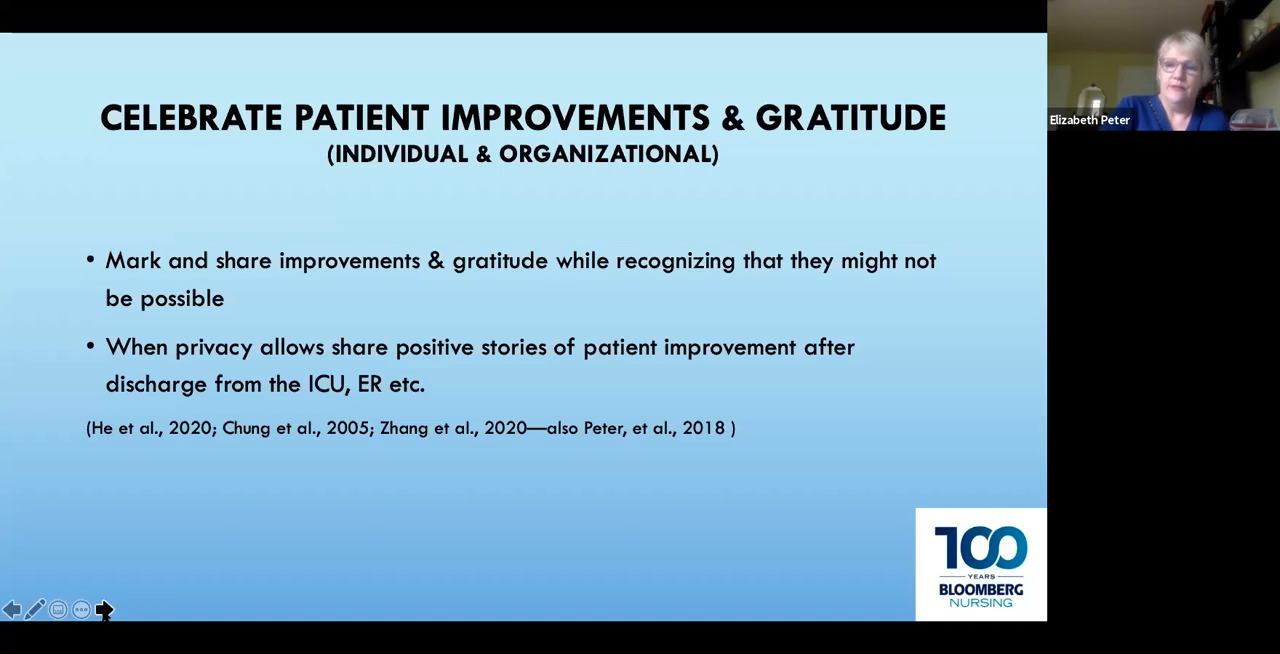 CELEBRATE PATIENT IMPROVEMENTS & GRATITUDE
(INDIVIDUAL & ORGANIZATIONAL)
• Mark and share improvements & gratitude while recognizing that they might not
be possible
• When privacy allows share positive stories of patient improvement after
discharge from the ICU, ER etc.
(He et al., 2020; Chung et al., 2005; Zhang et al., 2020—also Peter, et al., 2018 )
Elizabeth Peter
100
YEARS
BLOOMBERG
NURSING